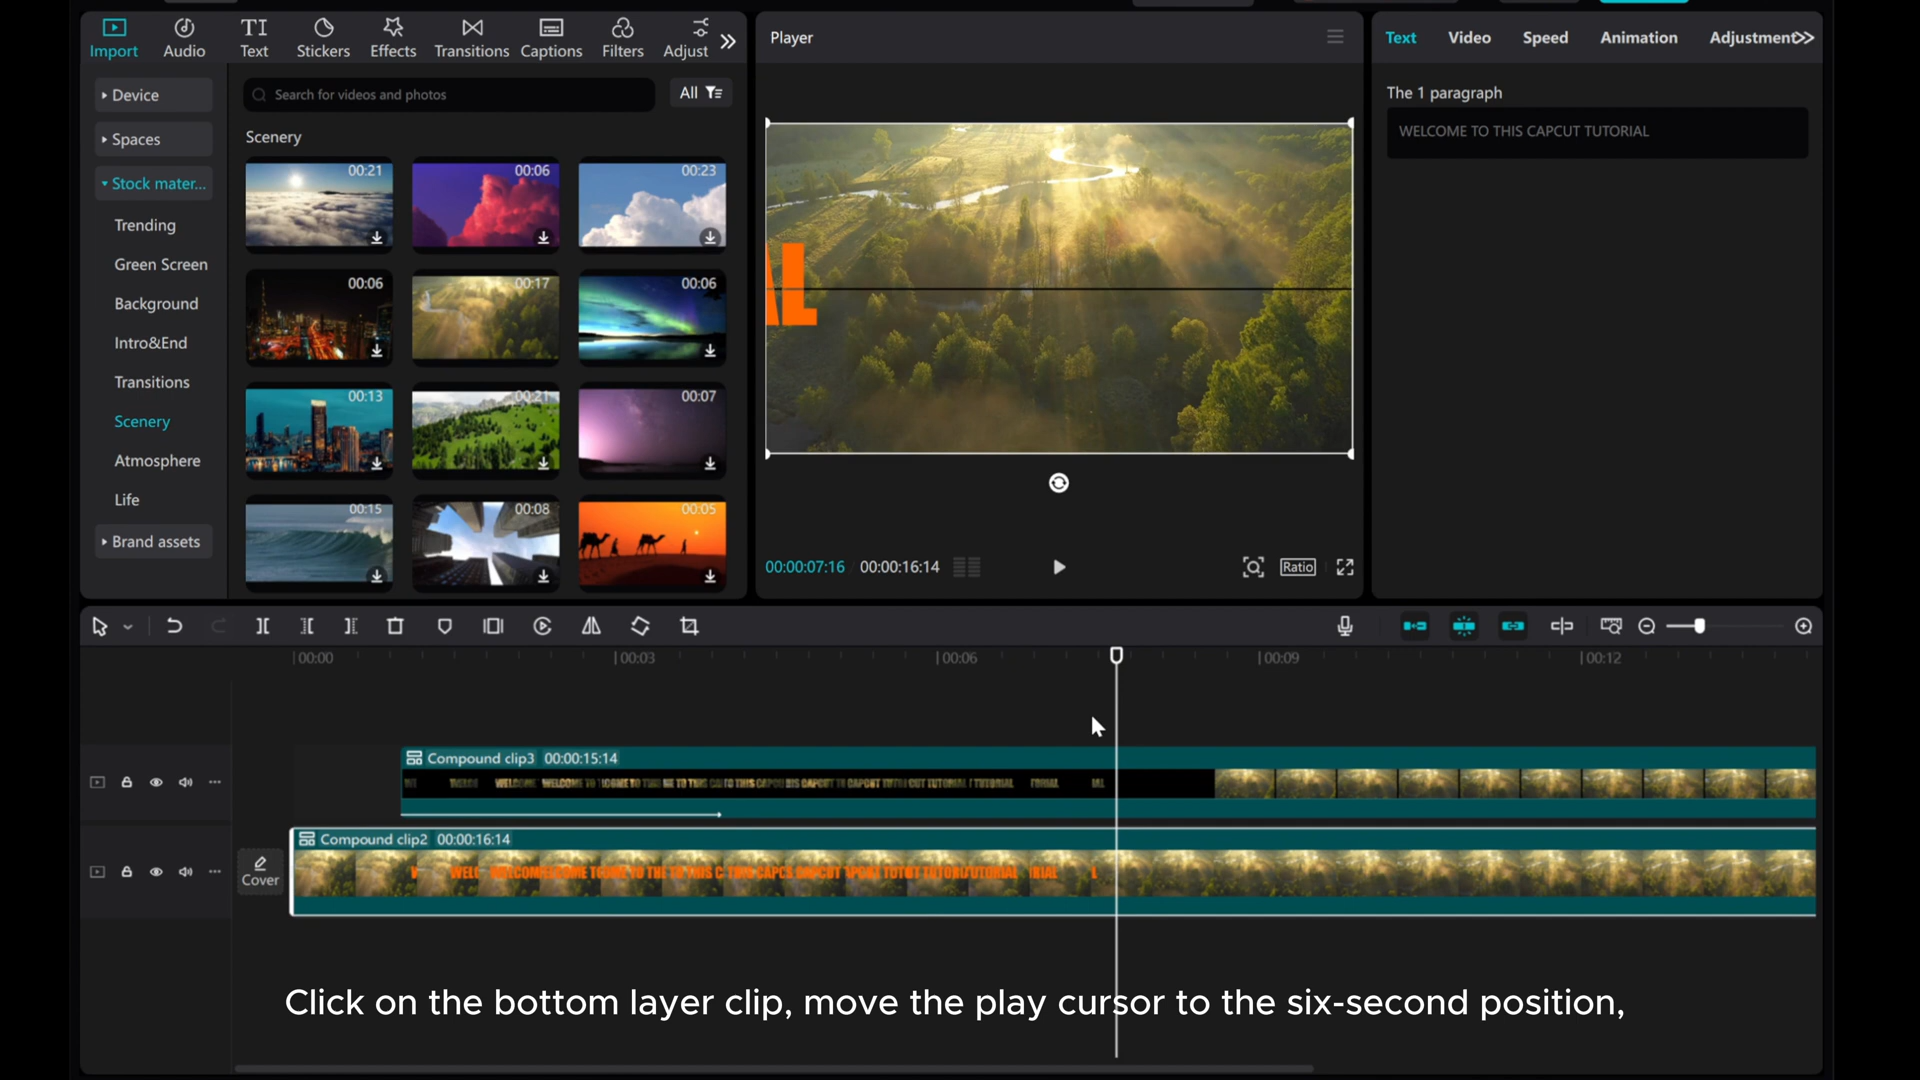 Import
Audio
Text
Stickers
Effects
Transitions
Captions
Filters
Adjust
Player
Text
Video
Speed
Animation
Adjustment
Device
Spaces
Stock mater...
Trending
Green Screen
Background
Intro&End
Transitions
Scenery
Atmosphere
Life
Brand assets
Search for videos and photos
All
Scenery
00:21
00:06
00:23
00:06
00:17
00:06
00:13
00:21
00:07
00:15
00:08
00:05
AL
00:00:07:16
00:00:16:14
Ratio
The 1 paragraph
WELCOME TO THIS CAPCUT TUTORIAL
00:00
00:03
00:06
00:09
00:12
Compound clip3 00:00:15:14
Compound clip2 00:00:16:14
Cover
Click on the bottom layer clip, move the play cursor to the six-second position,